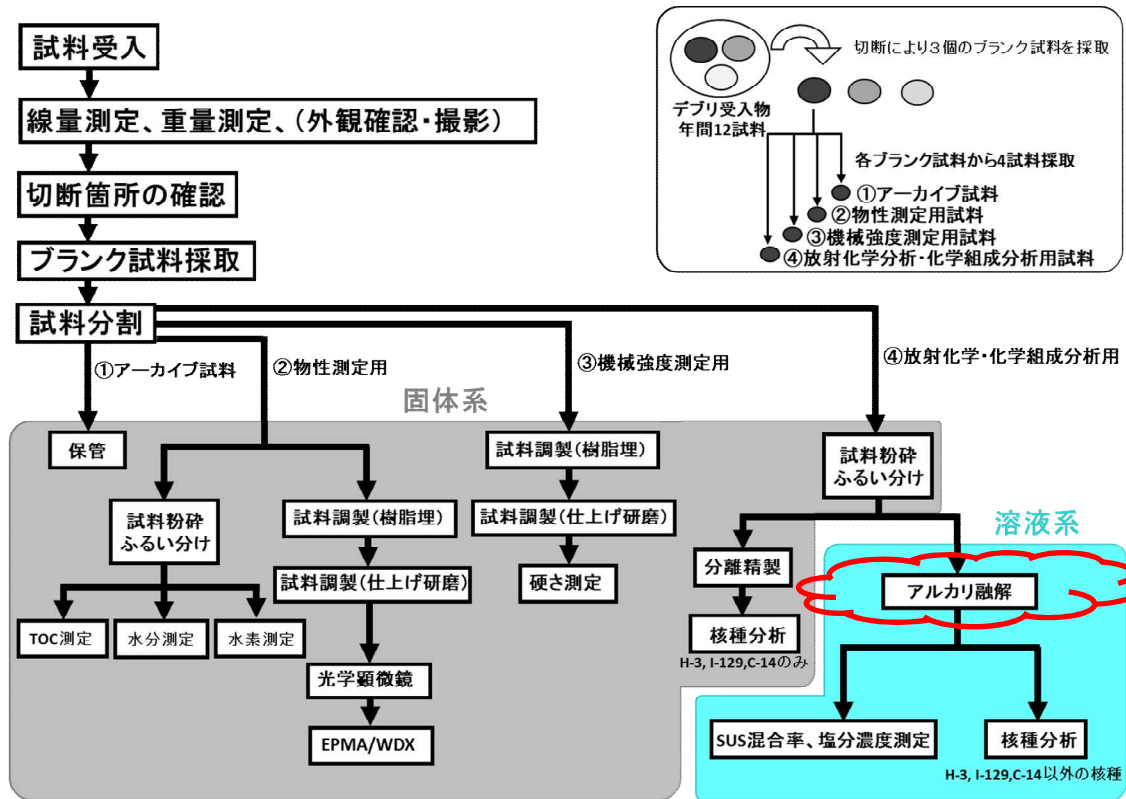 試料受入
線量測定、重量測定、（外観確認・撮影）
切断箇所の確認
ブランク試料採取
試料分割
切断により３個のブランク試料を採取
デブリ受入物
年間12試料
各ブランク試料から4試料採取
①アーカイブ試料
②物性測定用試料
③機械強度測定用試料
④放射化学分析・化学組成分析用試料
①アーカイブ試料
②物性測定用
③機械強度測定用
④放射化学・化学組成分析用
固体系
保管
試料粉砕
ふるい分け
TOC測定
水分測定
水素測定
試料調製(樹脂埋)
試料調製(仕上げ研磨)
光学顕微鏡
EPMA/WDX
試料調製(樹脂埋)
試料調製(仕上げ研磨)
硬さ測定
試料粉砕
ふるい分け
分離精製
核種分析
H-3, I-129,C-14のみ
溶液系
アルカリ融解
SUS混合率、塩分濃度測定
核種分析
H-3, I-129,C-14以外の核種